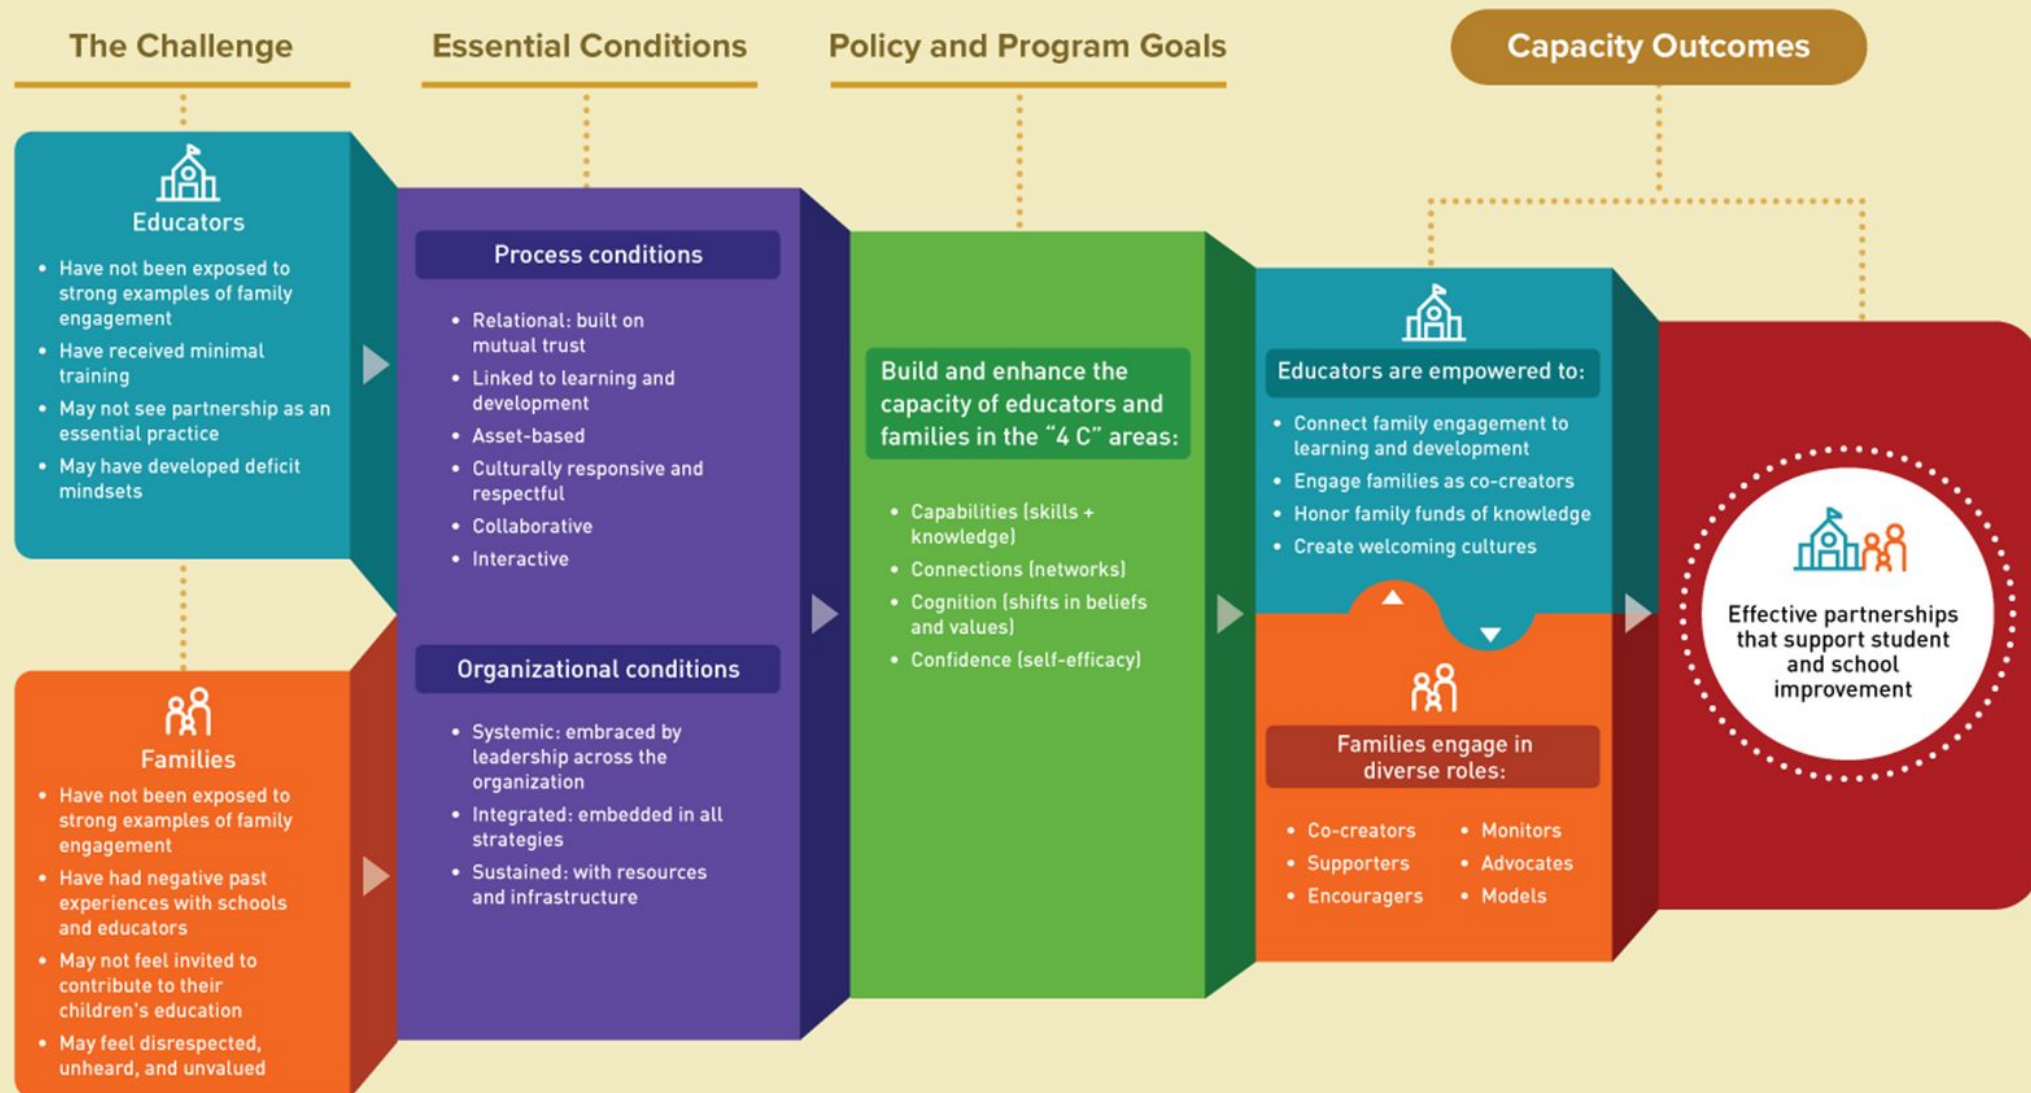 The Challenge
Educators
• Have not been exposed to
strong examples of family
engagement
• Have received minimal
training
• May not see partnership as an
essential practice
• May have developed deficit
mindsets
Families
• Have not been exposed to
strong examples of family
engagement
• Have had negative past
experiences with schools
and educators
• May not feel invited to
contribute to their
children's education
• May feel disrespected,
unheard, and unvalued
Essential Conditions
Process conditions
• Relational: built on
mutual trust
• Linked to learning and
development
• Asset-based
• Culturally responsive and
respectful
• Collaborative
• Interactive
Organizational conditions
• Systemic: embraced by
leadership across the
organization
• Integrated: embedded in all
strategies
• Sustained: with resources
and infrastructure
Policy and Program Goals
Build and enhance the
capacity of educators and
families in the “4 C” areas:
• Capabilities (skills +
knowledge)
• Connections (networks)
• Cognition (shifts in beliefs
and values)
• Confidence (self-efficacy)
Capacity Outcomes
Educators are empowered to:
• Connect family engagement to
learning and development
• Engage families as co-creators
• Honor family funds of knowledge
• Create welcoming cultures
Families engage in
diverse roles:
• Co-creators
• Supporters
• Encouragers
• Monitors
• Advocates
• Models
Effective partnerships
that support student
and school
improvement